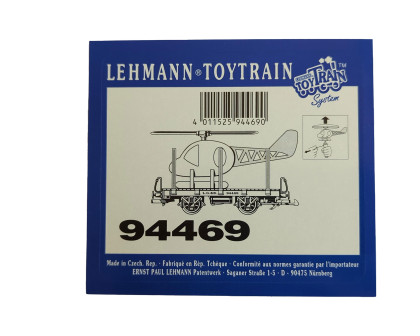 LEHMANN®TOYTRAIN
TOYTRAIN™
System
4 011525 944690
94469
Made in Czech. Rep. - Fabriqué en Rép. Tchèque - Conformité aux normes garantie par l'importateur
ERNST PAUL LEHMANN Patentwerk - Saganer Straße 1-5 - D - 90475 Nürnberg